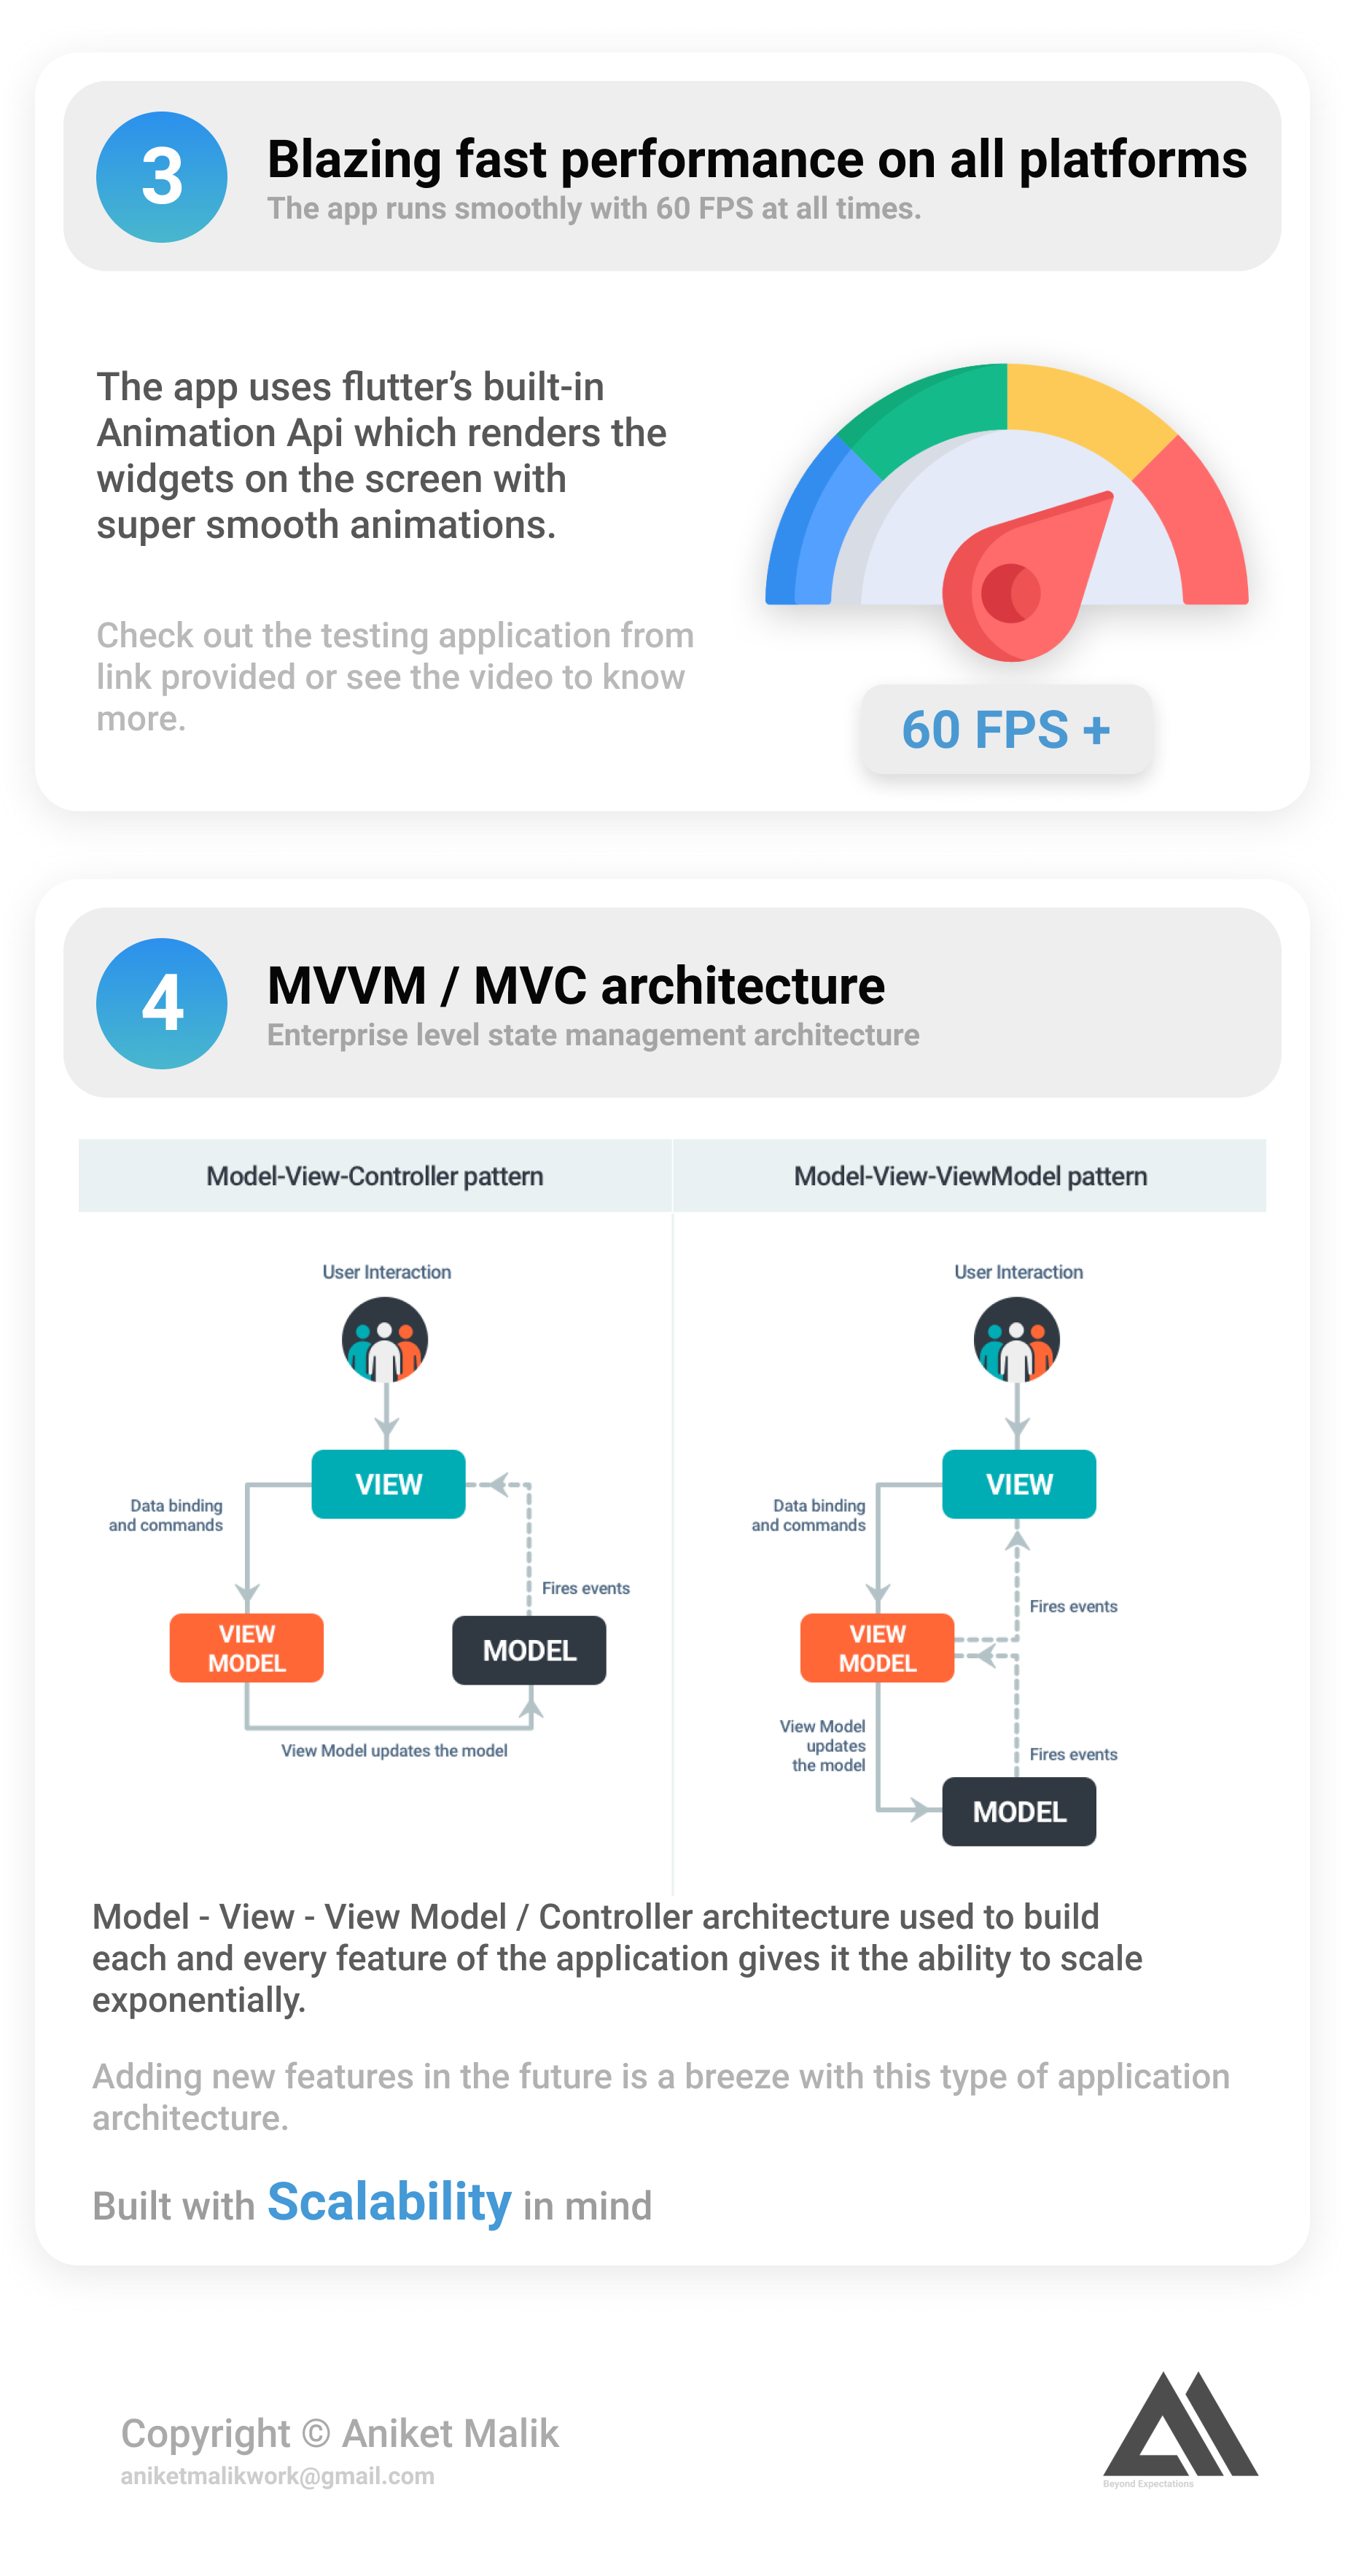 3
Blazing fast performance on all platforms
The app runs smoothly with 60 FPS at all times.
The app uses flutter’s built-in
Animation Api which renders the
widgets on the screen with
super smooth animations.
Check out the testing application from
link provided or see the video to know
more.
60 FPS +
4
MVVM / MVC architecture
Enterprise level state management architecture
Model-View-Controller pattern
User Interaction
VIEW
Data binding
and commands
Fires events
VIEW
MODEL
MODEL
View Model updates the model
Model-View-ViewModel pattern
User Interaction
VIEW
Data binding
and commands
Fires events
VIEW
MODEL
View Model
updates
the model
Fires events
MODEL
Model - View - View Model / Controller architecture used to build
each and every feature of the application gives it the ability to scale
exponentially.
Adding new features in the future is a breeze with this type of application
architecture.
Built with Scalability in mind
Copyright © Aniket Malik
aniketmalikwork@gmail.com
Beyond Expectations